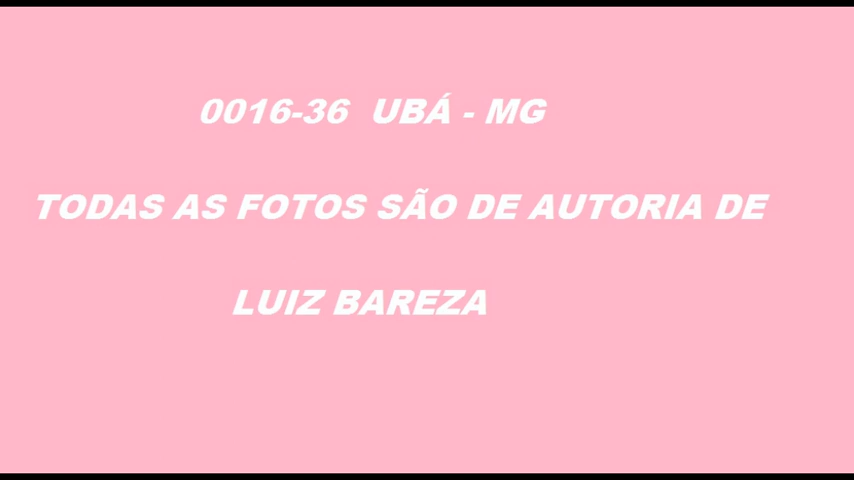 0016-36 UBÁ - MG
TODAS AS FOTOS SÃO DE AUTORIA DE
LUIZ BAREZA